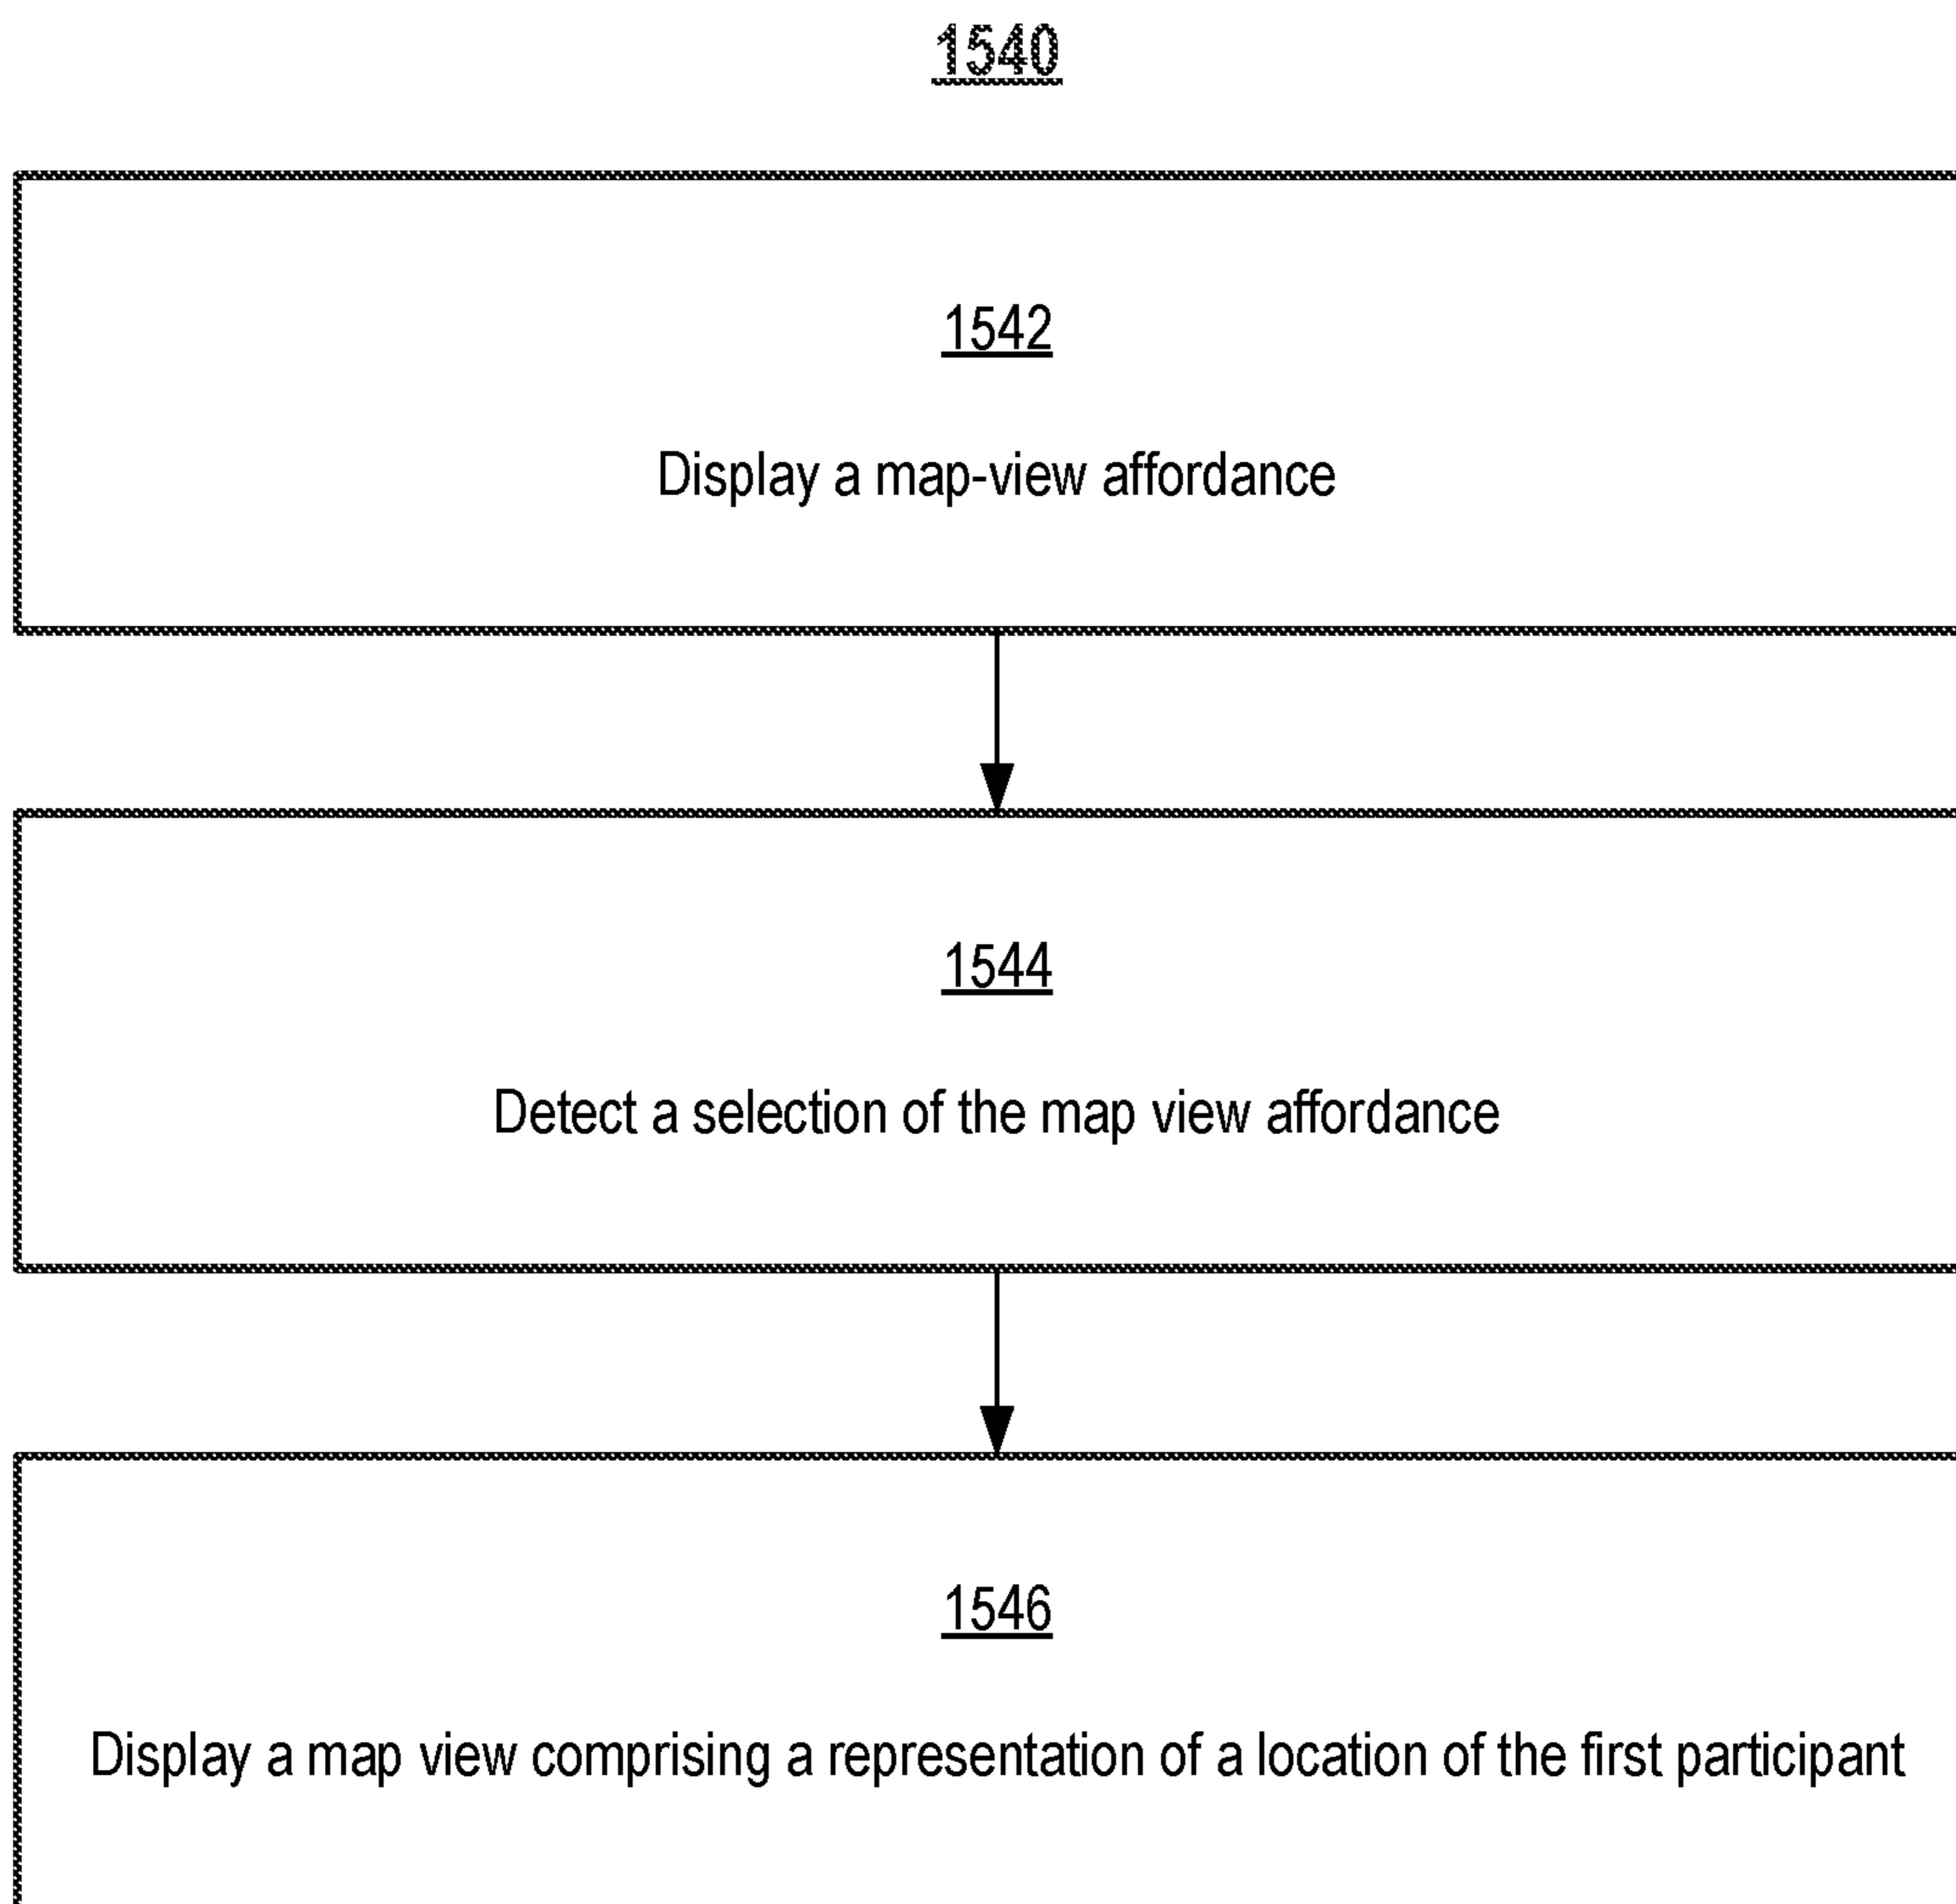 1540
1542
Display a map-view affordance
1544
Detect a selection of the map view affordance
1546
Display a map view comprising a representation of a location of the first participant